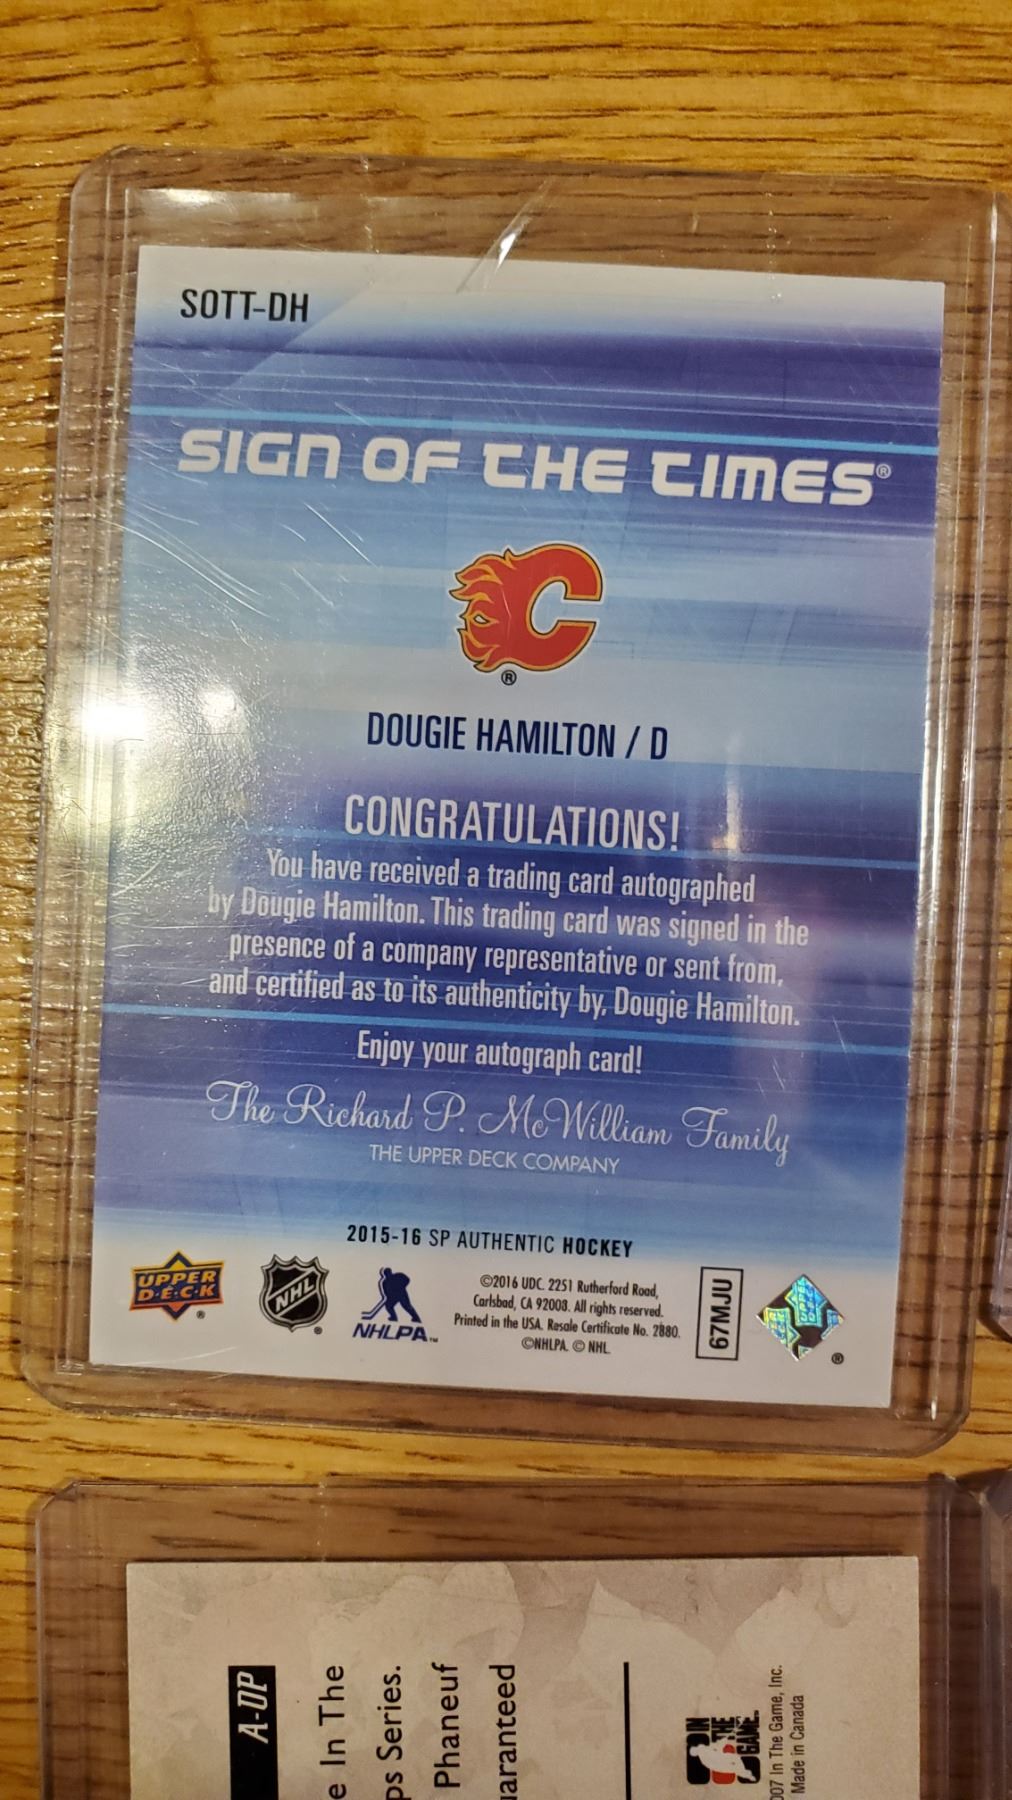 SOTT-DH
SIGN OF THE TIMES®
C
®
DOUGIE HAMILTON / D
CONGRATULATIONS!
You have received a trading card autographed
by Dougie Hamilton. This trading card was signed in the
presence of a company representative or sent from,
and certified as to its authenticity by, Dougie Hamilton.
Enjoy your autograph card!
The Richard P. McWilliam Family
THE UPPER DECK COMPANY
2015-16 SP AUTHENTIC HOCKEY
UPPER
D·E·C·K
®
NHL
®
NHLPA™
©2016 UDC. 2251 Rutherford Road,
Carlsbad, CA 92008. All rights reserved.
Printed in the USA. Resale Certificate No. 2880.
©NHLPA. © NHL.
67MJU
®
A-DP
e In The
ps Series.
Phaneuf
uaranteed
IN
THE
GAME
007 In The Game, Inc.
Made in Canada